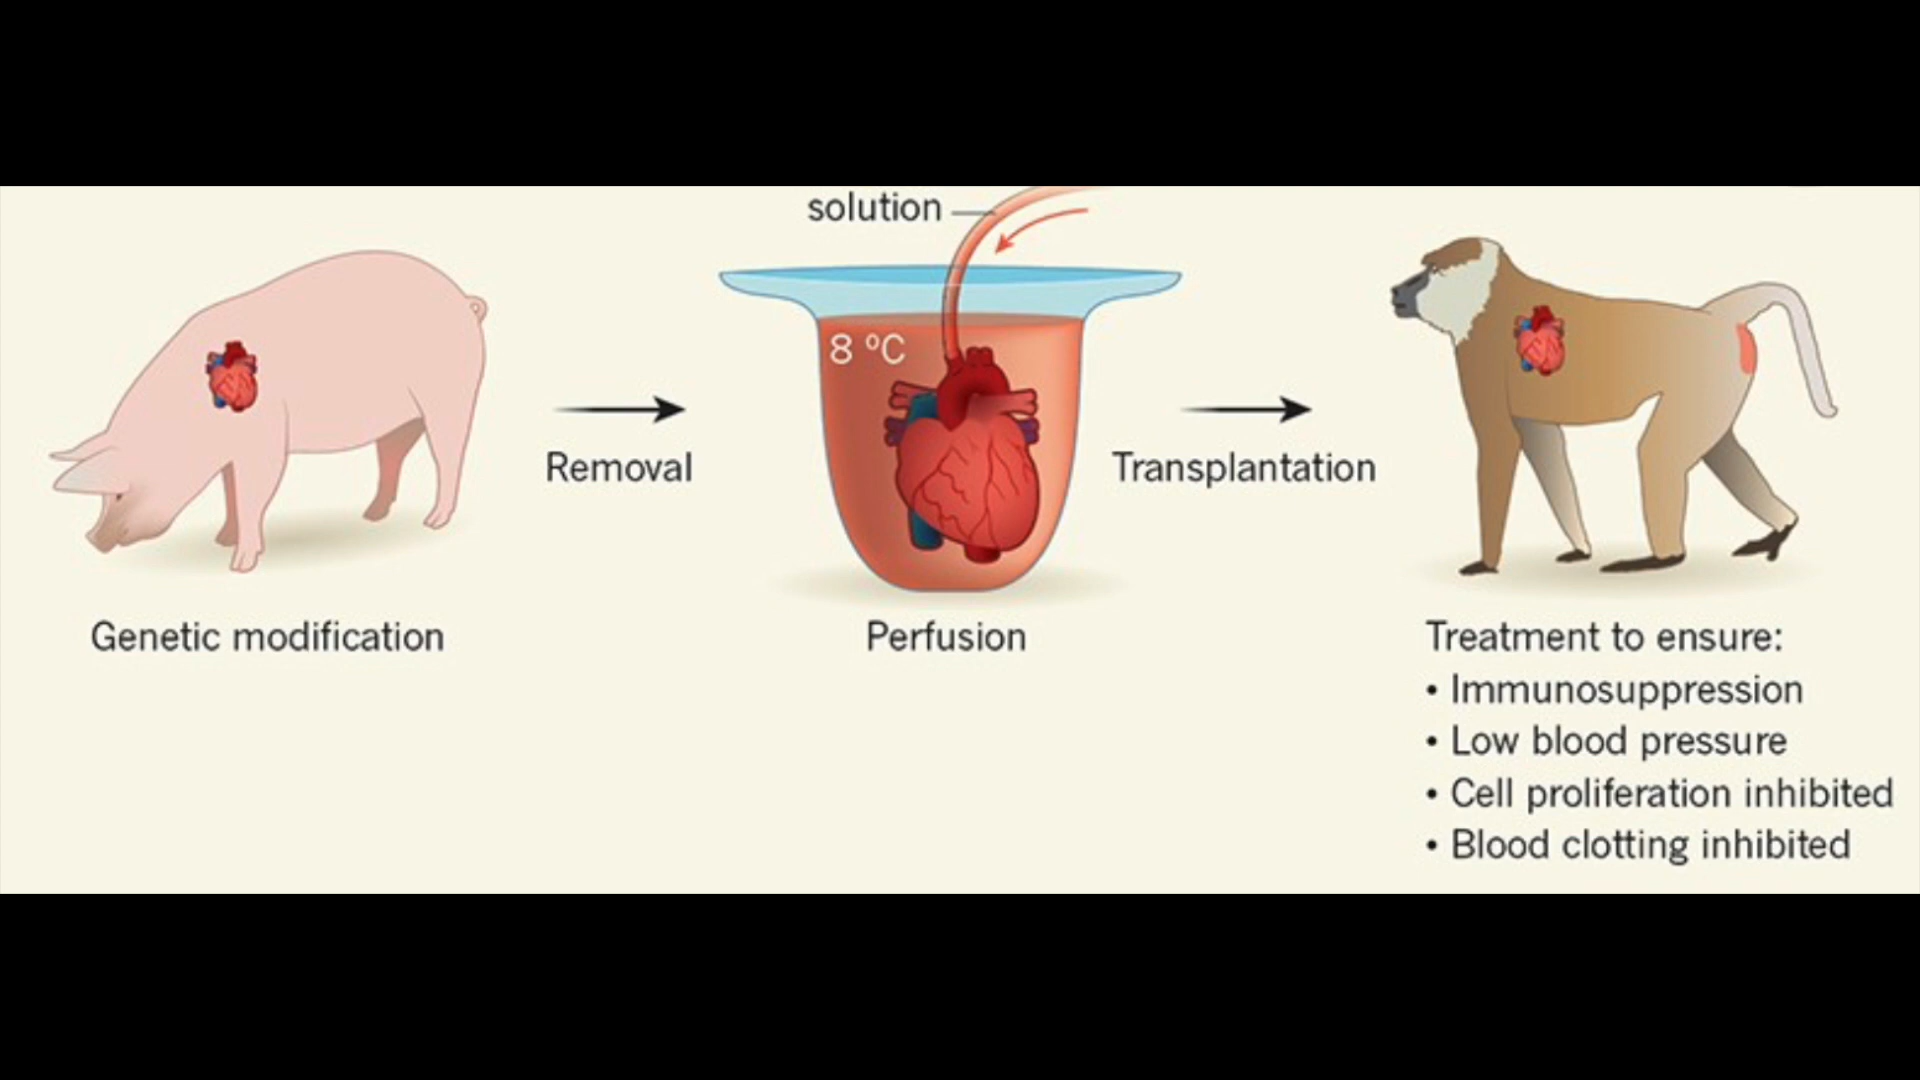 solution
8 ºC
Removal
Transplantation
Genetic modification
Perfusion
Treatment to ensure:
• Immunosuppression
• Low blood pressure
• Cell proliferation inhibited
• Blood clotting inhibited